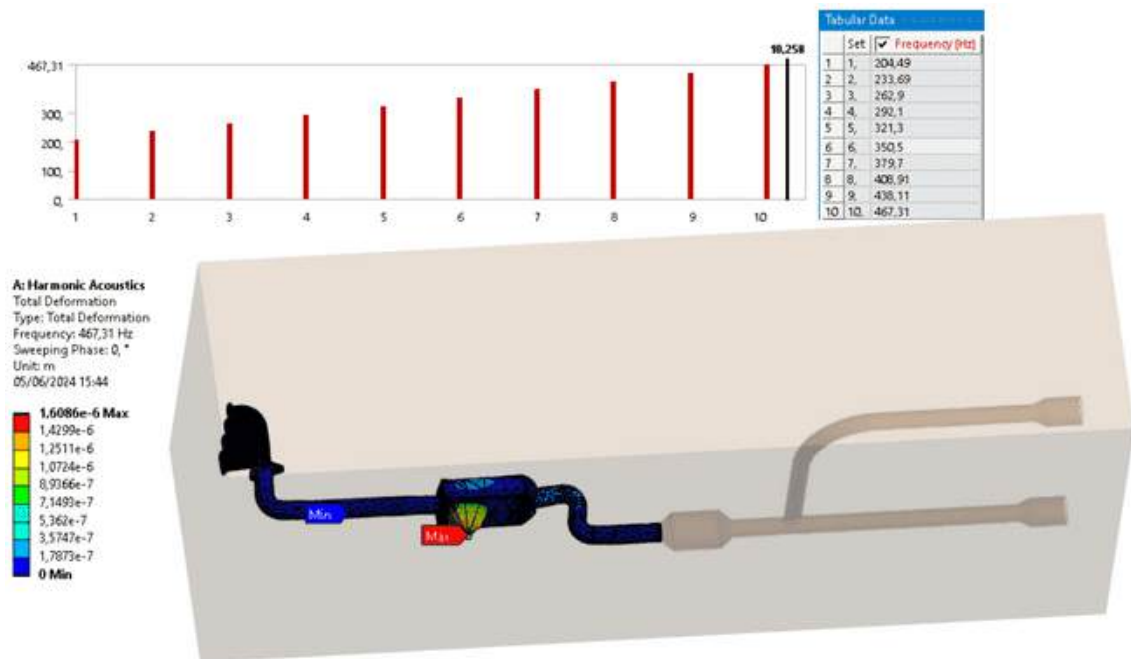 Tabular Data
Set Frequency [Hz]
1 1, 204,49
2 2, 233,69
3 3, 262,9
4 4, 292,1
5 5, 321,3
6 6, 350,5
7 7, 379,7
8 8, 408,91
9 9, 438,11
10 10, 467,31
10,258
467,31
300,
200,
100,
0,
1 2 3 4 5 6 7 8 9 10
A: Harmonic Acoustics
Total Deformation
Type: Total Deformation
Frequency: 467,31 Hz
Sweeping Phase: 0, °
Unit: m
05/06/2024 15:44
1,6086e-6 Max
1,4299e-6
1,2511e-6
1,0724e-6
8,9366e-7
7,1493e-7
5,362e-7
3,5747e-7
1,7873e-7
0 Min
Min
Max